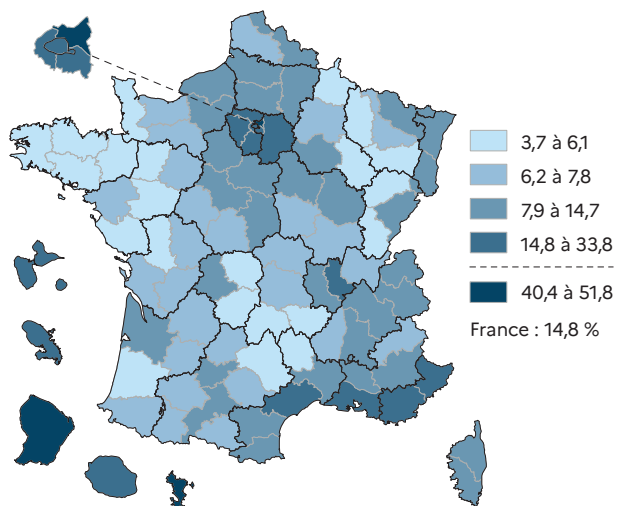 3,7 à 6,1
6,2 à 7,8
7,9 à 14,7
14,8 à 33,8
40,4 à 51,8
France : 14,8 %